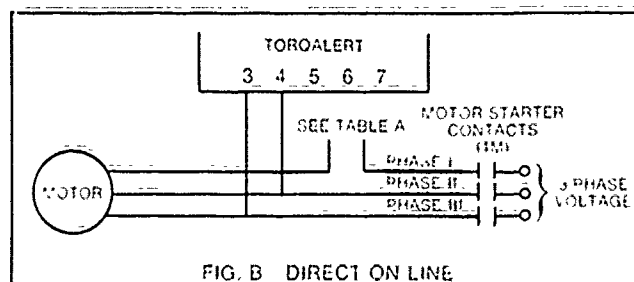 TOROALERT
3 4 5 6 7
SEE TABLE A
MOTOR STARTER
CONTACTS
(1M)
PHASE I
PHASE II
PHASE III
MOTOR
3 PHASE
VOLTAGE
FIG. B DIRECT ON LINE